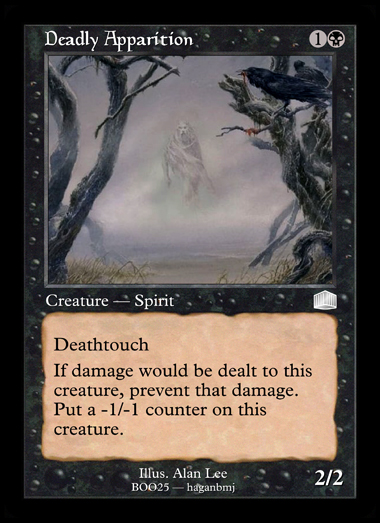 Deadly Apparition 1
Creature — Spirit
Deathtouch
If damage would be dealt to this
creature, prevent that damage.
Put a -1/-1 counter on this
creature.
Illus. Alan Lee
BOO25 — haganbmj
2/2